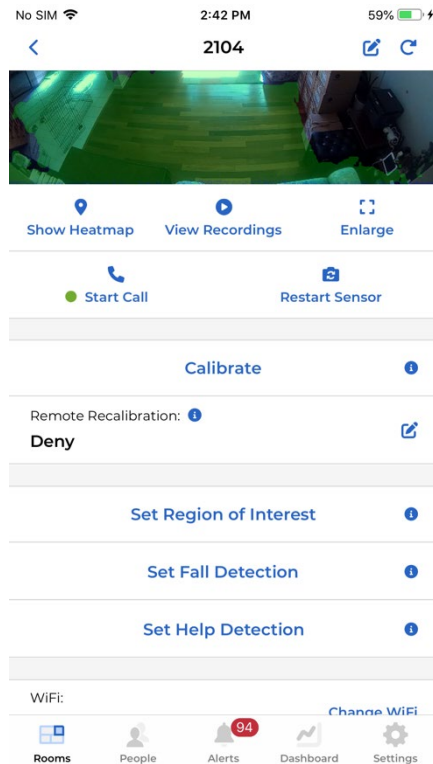 No SIM 2:42 PM 59%
2104
Show Heatmap View Recordings Enlarge
Start Call Restart Sensor
Calibrate
Remote Recalibration:
Deny
Set Region of Interest
Set Fall Detection
Set Help Detection
WiFi:
Change WiFi
94
Rooms People Alerts Dashboard Settings